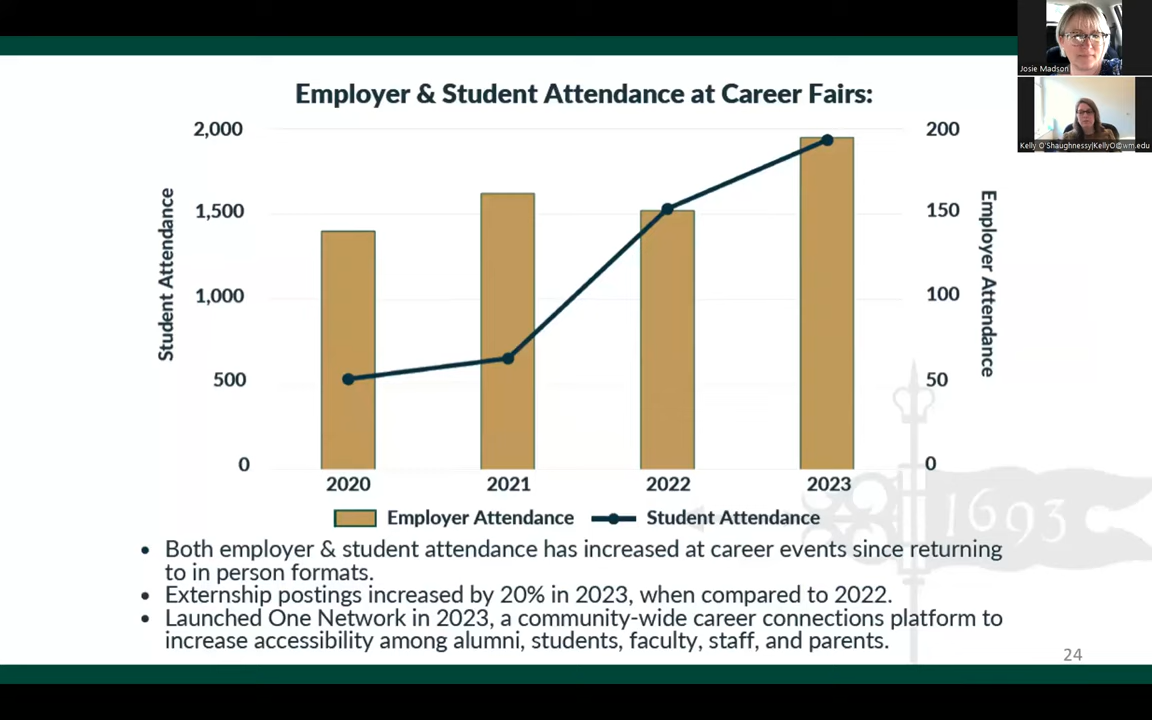 Josie Madson
Kelly O'Shaughnessy|KellyO@wm.edu
Employer & Student Attendance at Career Fairs:
2,000
1,500
1,000
500
0
Student Attendance
200
150
100
50
0
Employer Attendance
2020 2021 2022 2023
Employer Attendance Student Attendance
1693
• Both employer & student attendance has increased at career events since returning
to in person formats.
• Externship postings increased by 20% in 2023, when compared to 2022.
• Launched One Network in 2023, a community-wide career connections platform to
increase accessibility among alumni, students, faculty, staff, and parents.
24